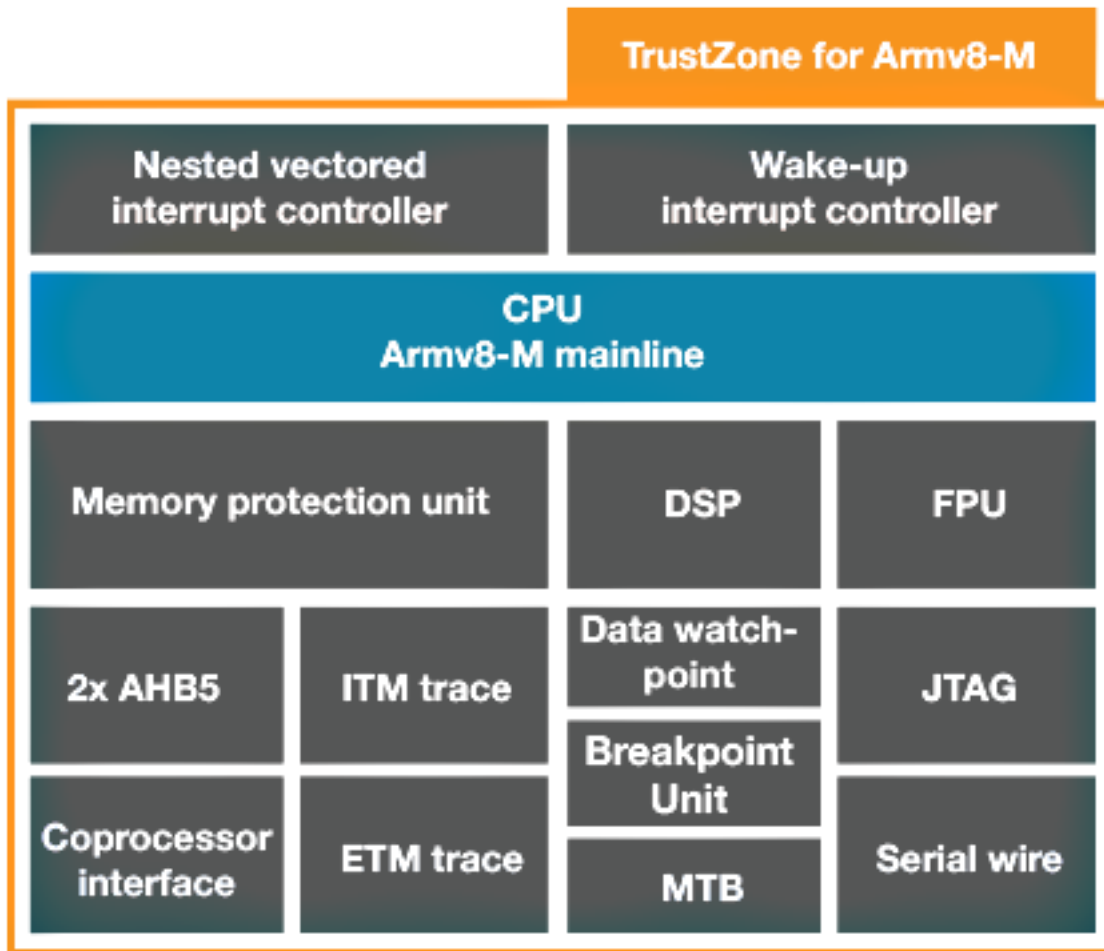 TrustZone for Armv8-M
Nested vectored
interrupt controller
Wake-up
interrupt controller
CPU
Armv8-M mainline
Memory protection unit
DSP
FPU
2x AHB5
ITM trace
Data watch-
point
JTAG
Breakpoint
Unit
Coprocessor
interface
ETM trace
MTB
Serial wire